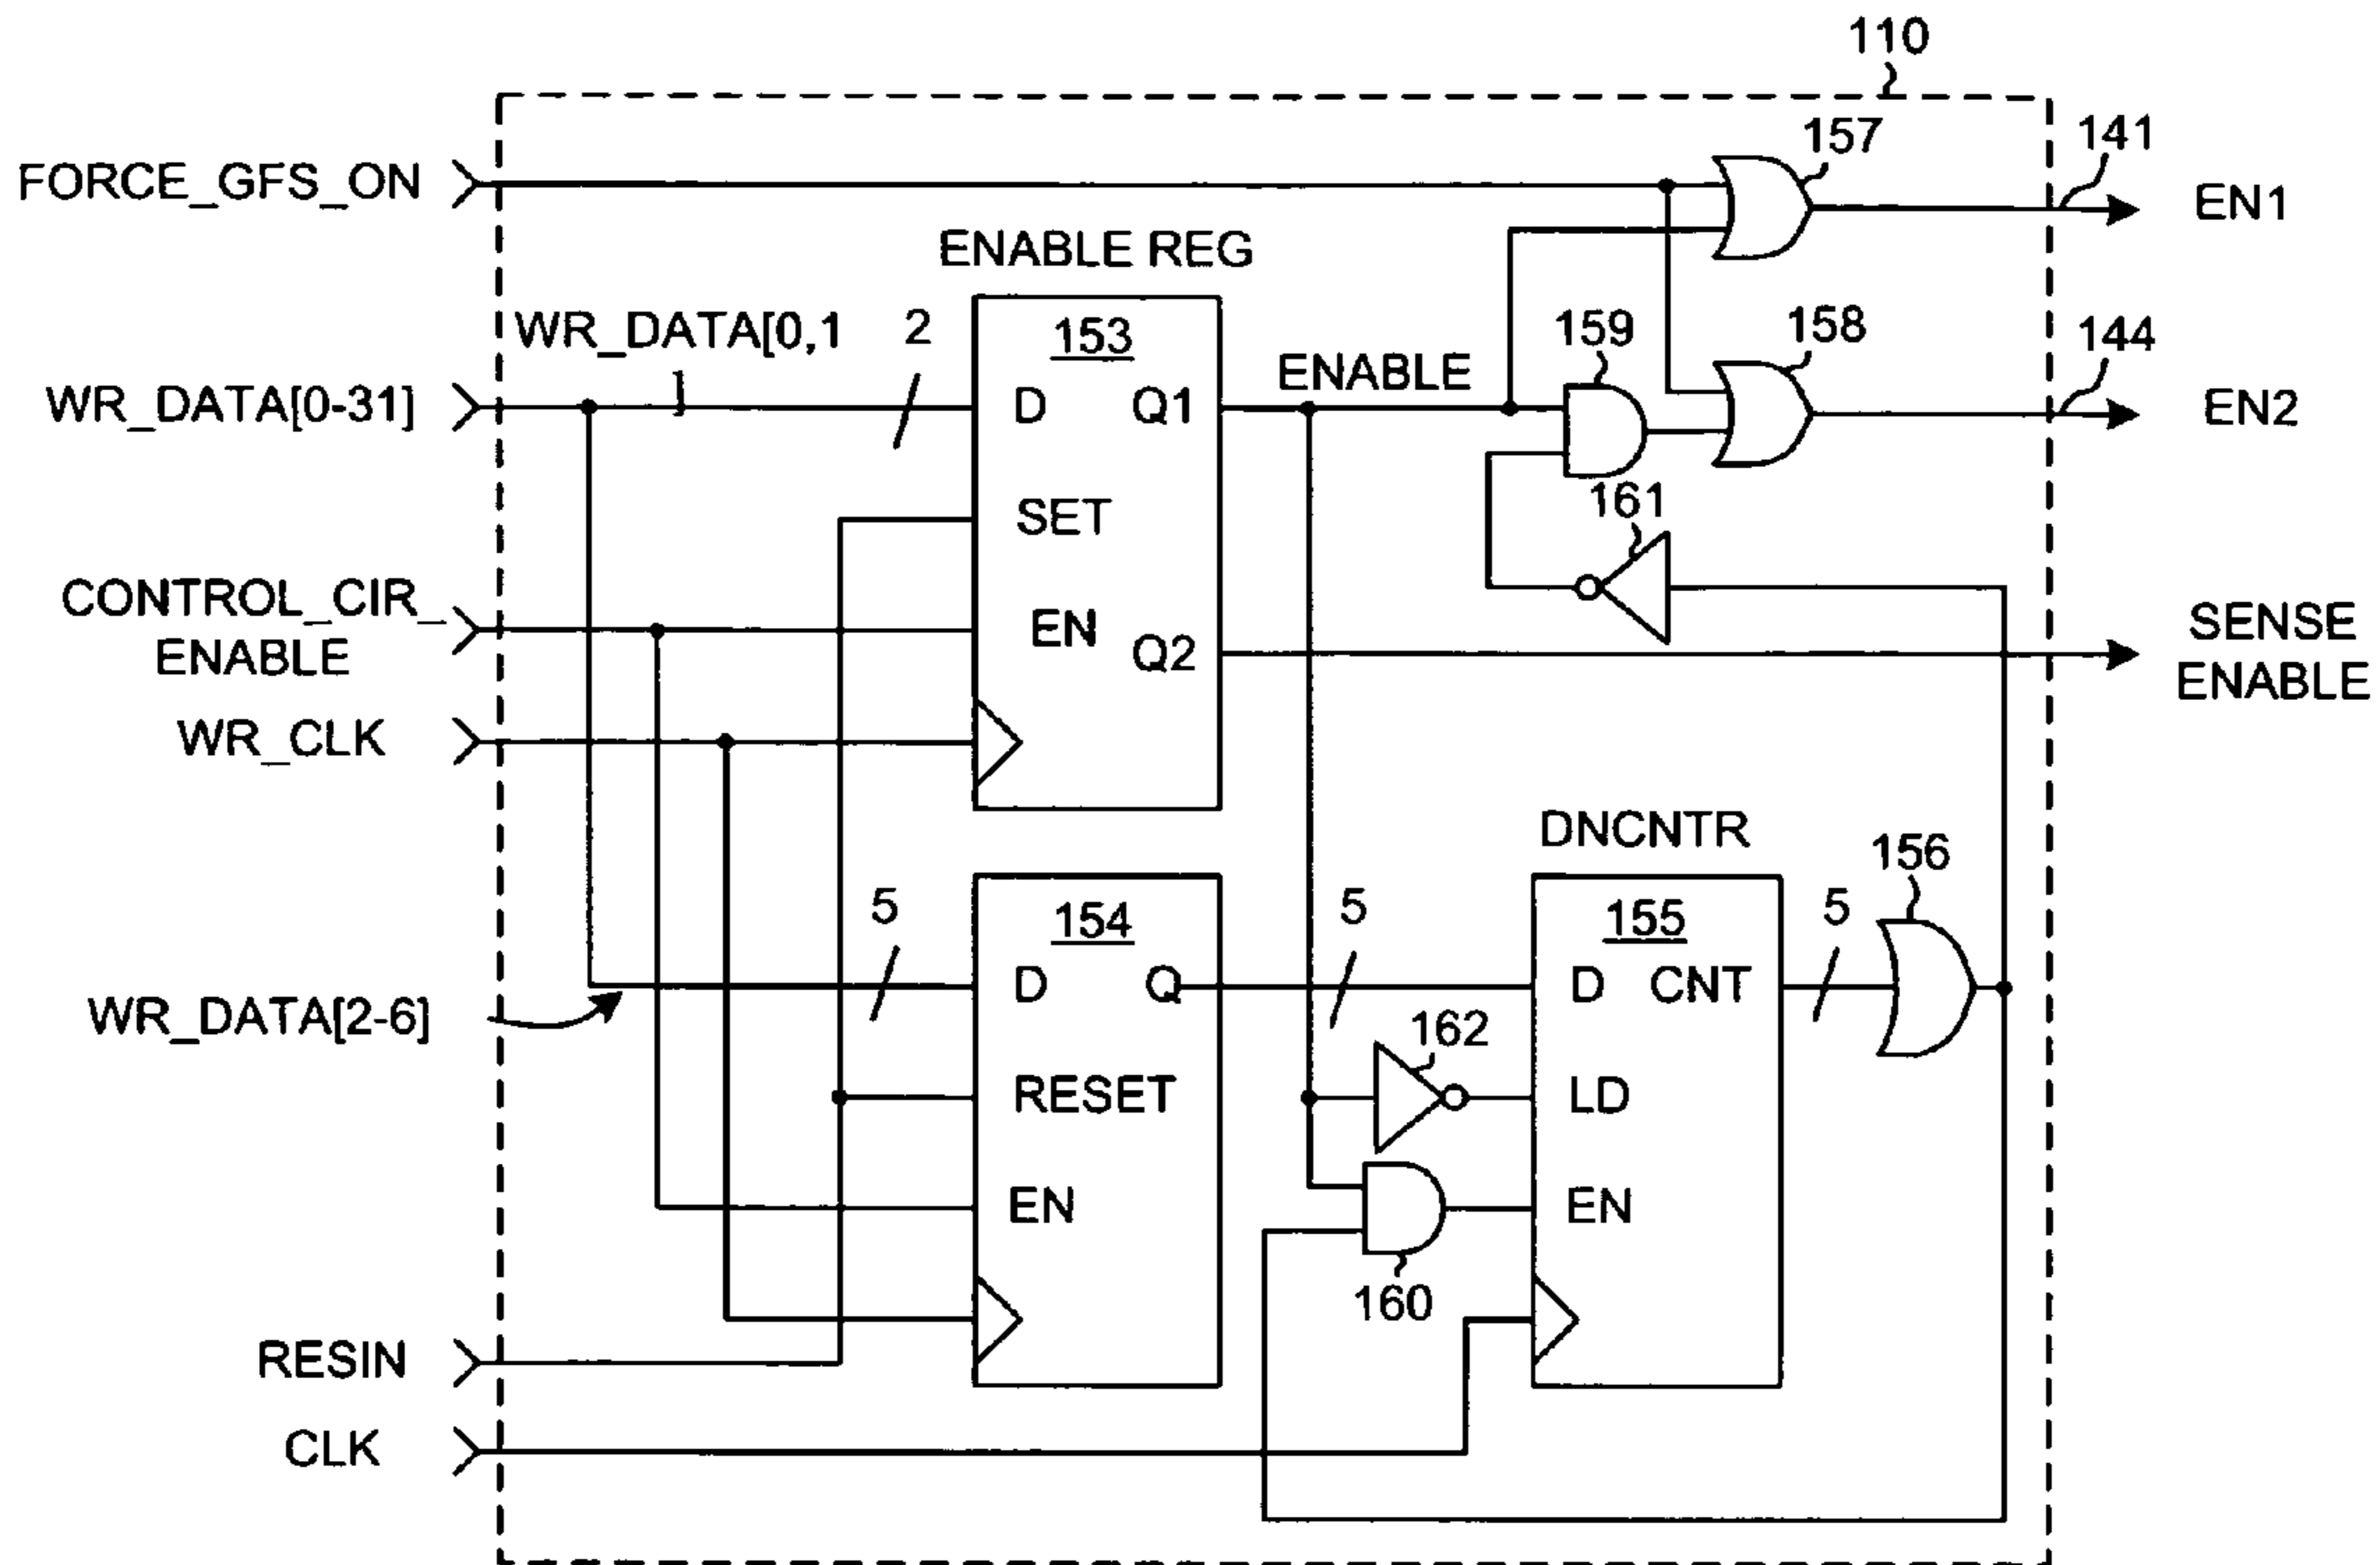 110
157
141
FORCE_GFS_ON
EN1
ENABLE REG
WR_DATA[0,1
2
153
159
158
144
ENABLE
WR_DATA[0-31]
D
Q1
EN2
161
SET
CONTROL_CIR_
ENABLE
EN
Q2
SENSE
ENABLE
WR_CLK
DNCNTR
156
5
154
5
155
5
D
Q
D
CNT
WR_DATA[2-6]
162
RESET
LD
EN
EN
160
RESIN
CLK